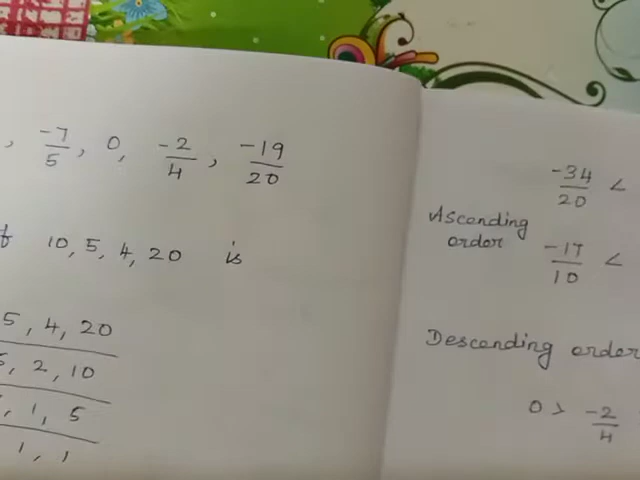 , -7/5, 0, -2/4, -19/20
10, 5, 4, 20 is
5, 4, 20
5, 2, 10
, 1, 5
1, 1
-34/20 <
Ascending
order
-17/10 <
Descending order
0 > -2/4